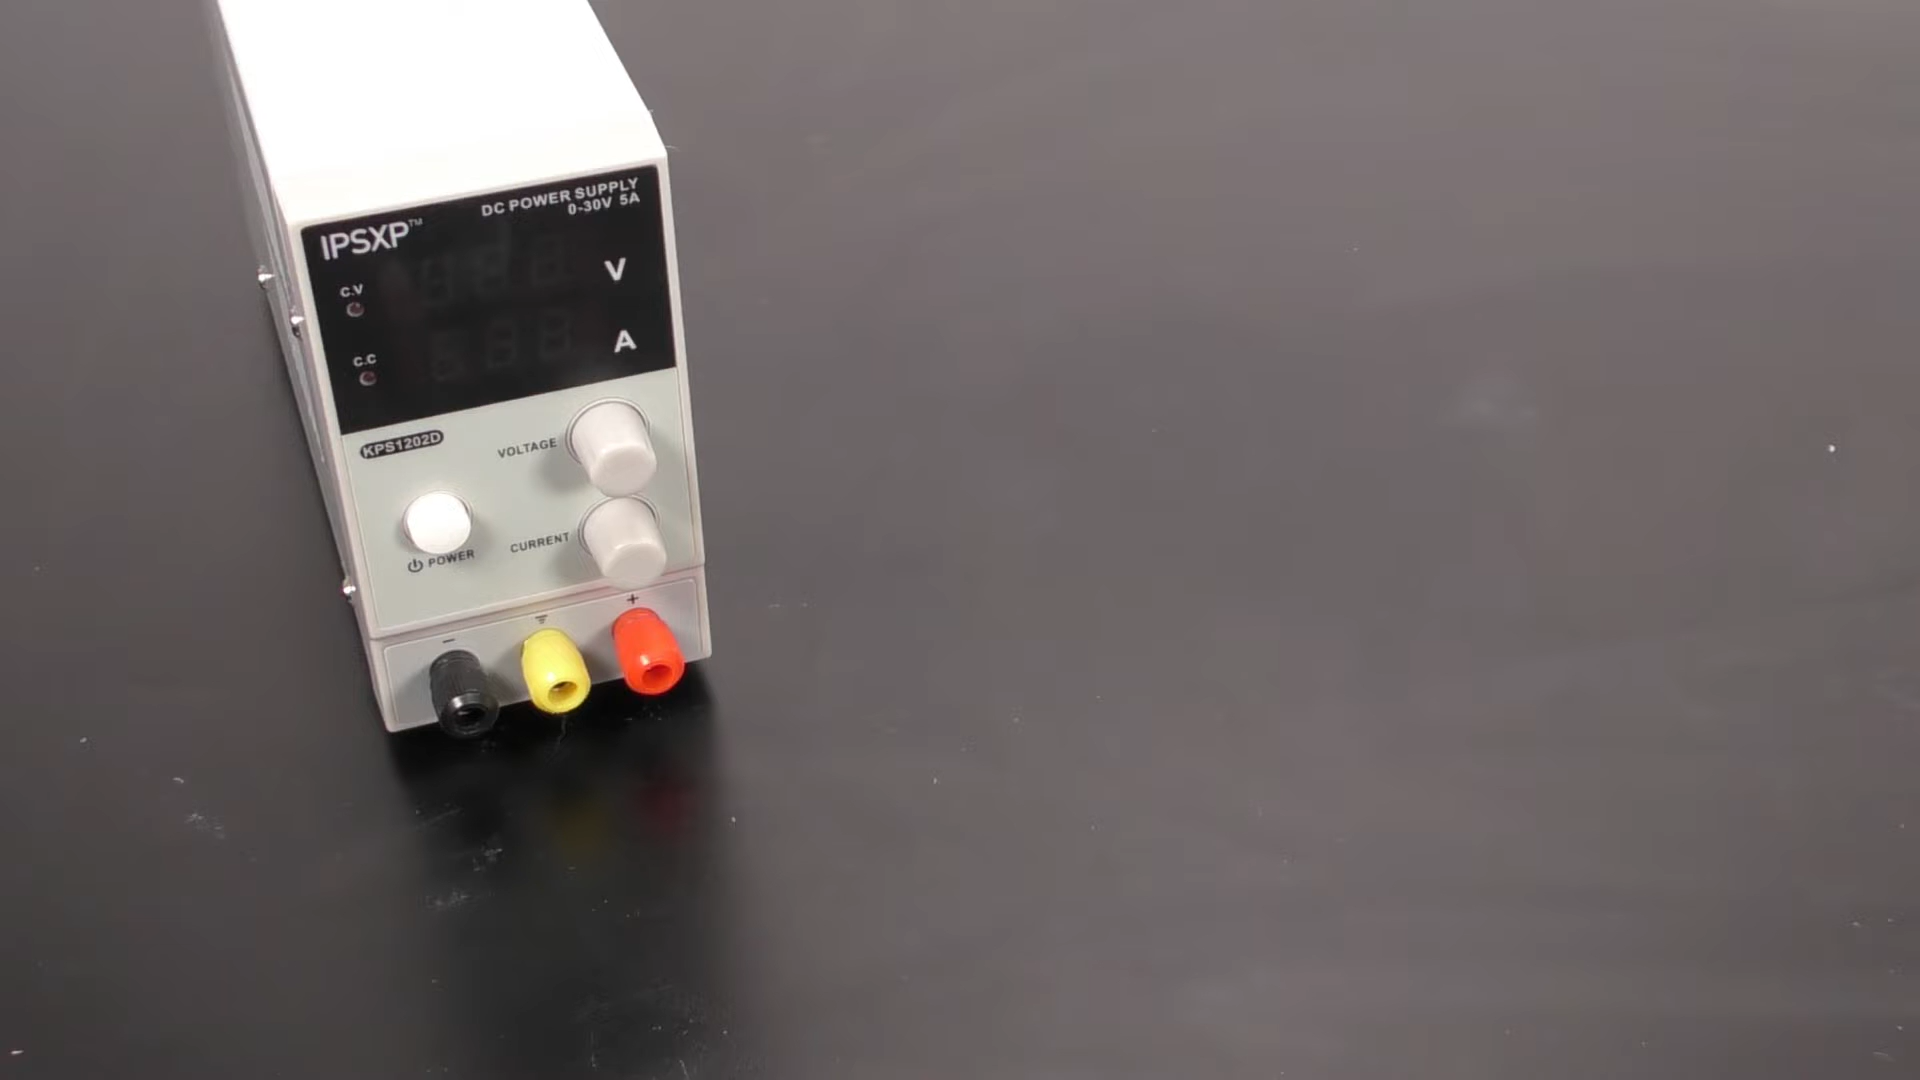 DC POWER SUPPLY
0-30V 5A
IPSXP™
C.V
V
C.C
A
KPS1202D
VOLTAGE
POWER
CURRENT
-
+